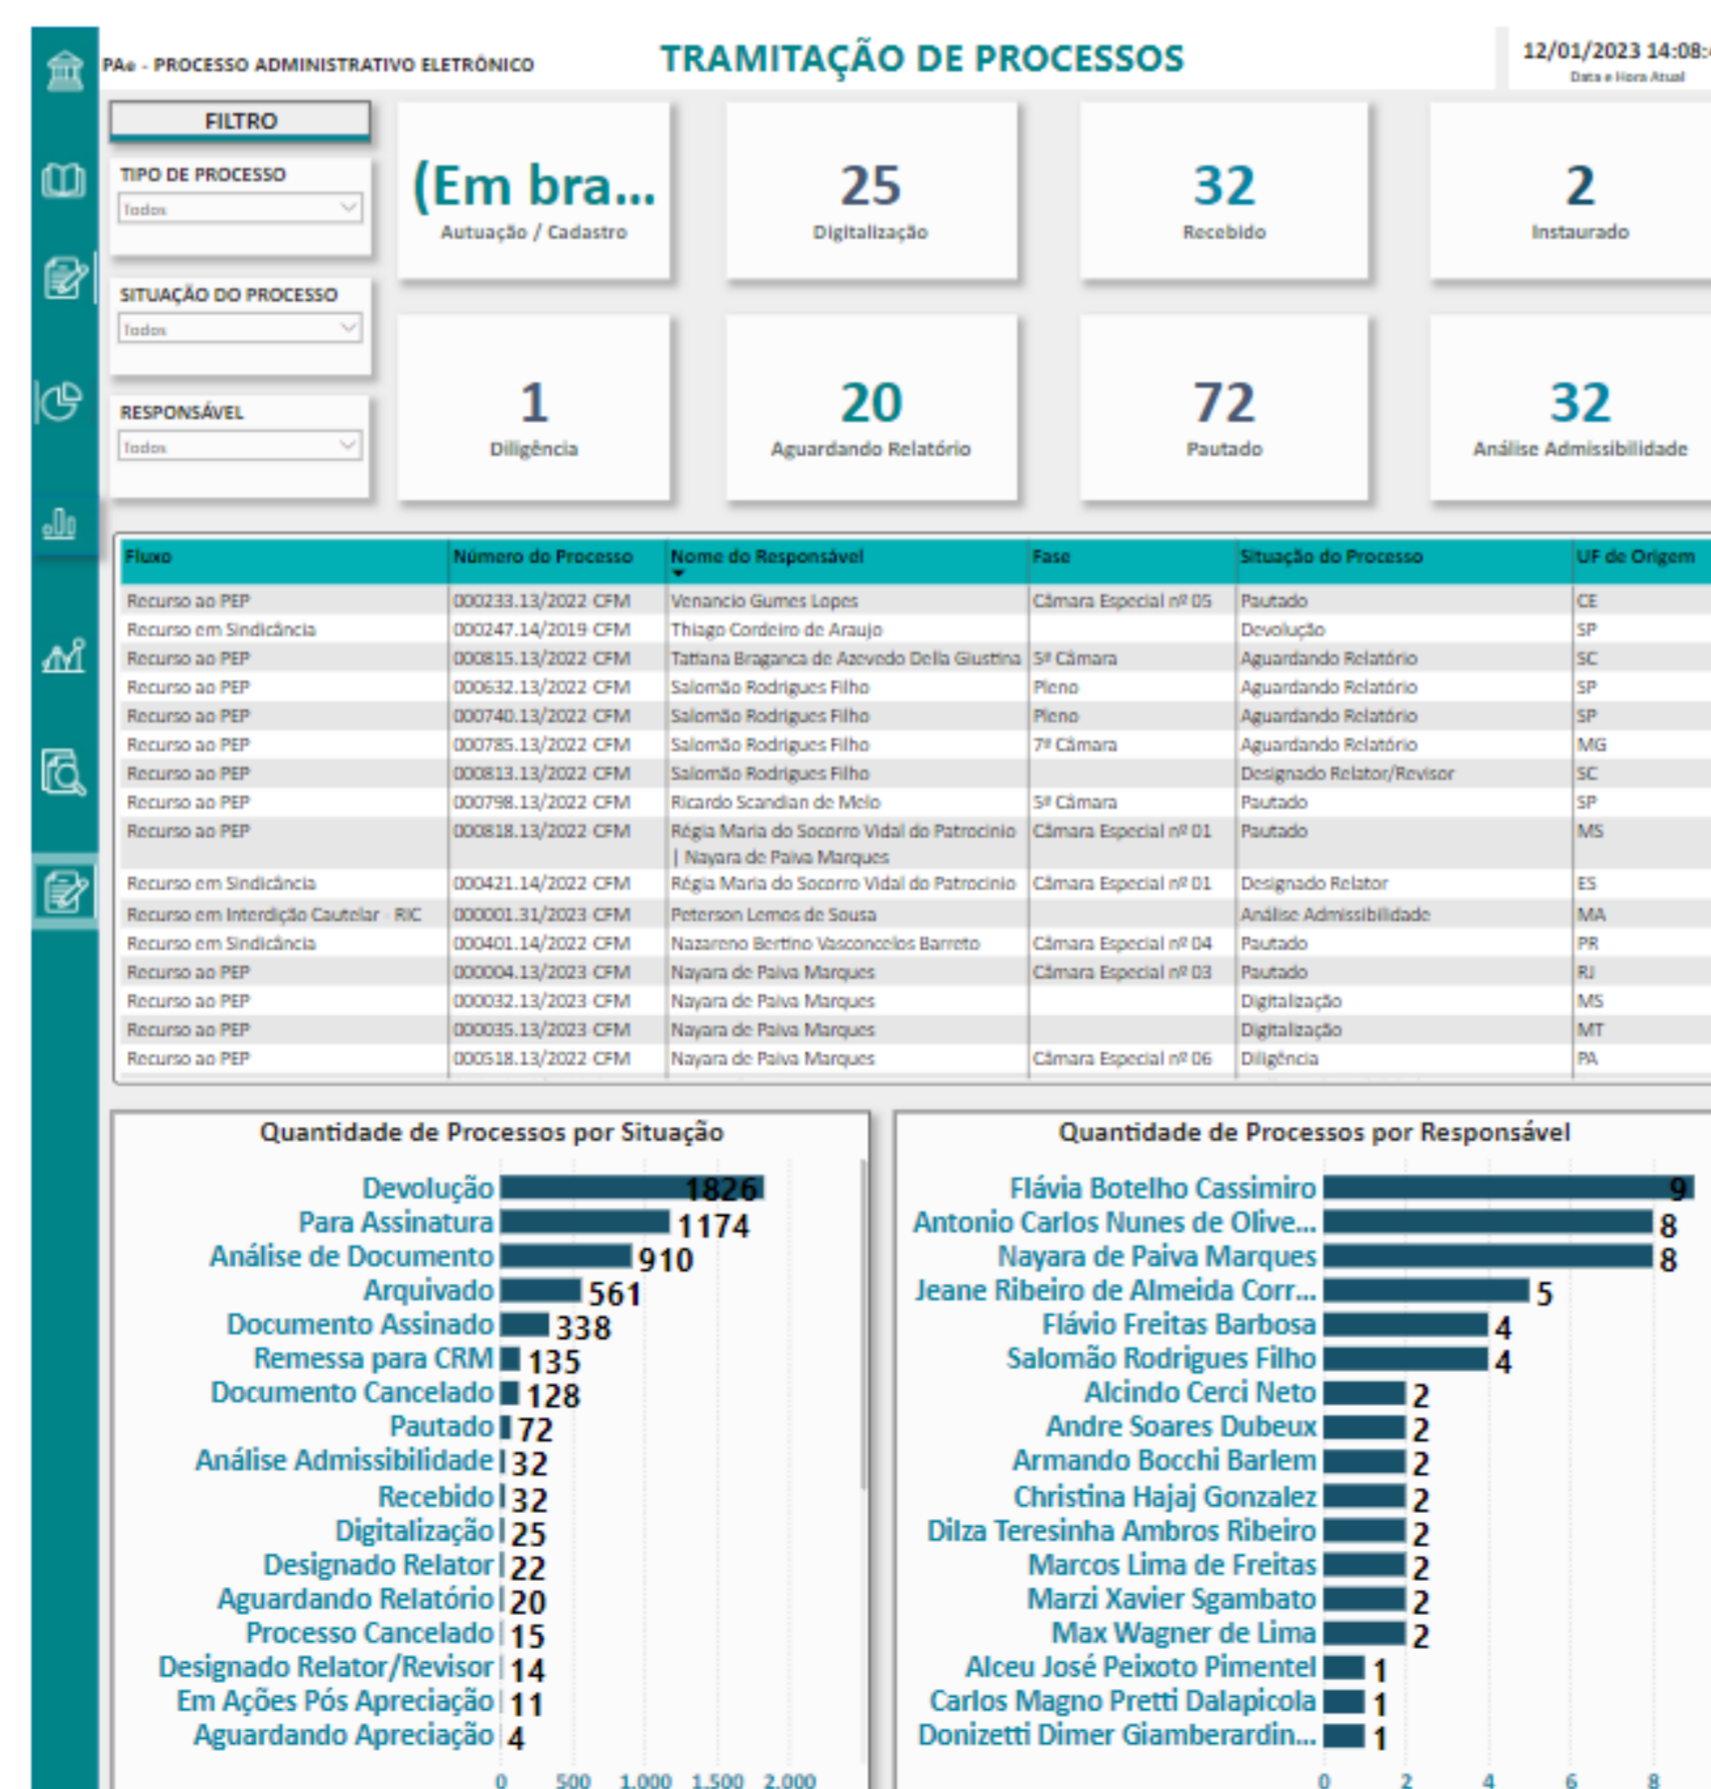 PAe - PROCESSO ADMINISTRATIVO ELETRÔNICO
TRAMITAÇÃO DE PROCESSOS
12/01/2023 14:08:4
Data e Hora Atual
FILTRO
TIPO DE PROCESSO
Todos
SITUAÇÃO DO PROCESSO
Todos
RESPONSÁVEL
Todos
(Em bra...
Autuação / Cadastro
25
Digitalização
32
Recebido
2
Instaurado
1
Diligência
20
Aguardando Relatório
72
Pautado
32
Análise Admissibilidade
Fluxo Número do Processo Nome do Responsável Fase Situação do Processo UF de Origem
Recurso ao PEP 000233.13/2022-CFM Venancio Gumes Lopes Câmara Especial nº 05 Pautado CE
Recurso em Sindicância 000247.14/2019-CFM Thiago Cordeiro de Araujo Devolução SP
Recurso ao PEP 000815.13/2022-CFM Tatiana Braganca de Azevedo Della Giustina 5ª Câmara Aguardando Relatório SC
Recurso ao PEP 000632.13/2022-CFM Salomão Rodrigues Filho Pleno Aguardando Relatório SP
Recurso ao PEP 000740.13/2022-CFM Salomão Rodrigues Filho Pleno Aguardando Relatório SP
Recurso ao PEP 000785.13/2022-CFM Salomão Rodrigues Filho 7ª Câmara Aguardando Relatório MG
Recurso ao PEP 000813.13/2022-CFM Salomão Rodrigues Filho Designado Relator/Revisor SC
Recurso ao PEP 000798.13/2022-CFM Ricardo Scandian de Melo 5ª Câmara Pautado SP
Recurso ao PEP 000818.13/2022-CFM Régia Maria do Socorro Vidal do Patrocinio Câmara Especial nº 01 Pautado MS
| Nayara de Paiva Marques
Recurso em Sindicância 000421.14/2022-CFM Régia Maria do Socorro Vidal do Patrocinio Câmara Especial nº 01 Designado Relator ES
Recurso em Interdição Cautelar - RIC 000001.31/2023-CFM Peterson Lemos de Sousa Análise Admissibilidade MA
Recurso em Sindicância 000401.14/2022-CFM Nazareno Bertino Vasconcelos Barreto Câmara Especial nº 04 Pautado PR
Recurso ao PEP 000004.13/2023-CFM Nayara de Paiva Marques Câmara Especial nº 03 Pautado RJ
Recurso ao PEP 000032.13/2023-CFM Nayara de Paiva Marques Digitalização MS
Recurso ao PEP 000035.13/2023-CFM Nayara de Paiva Marques Digitalização MT
Recurso ao PEP 000518.13/2022-CFM Nayara de Paiva Marques Câmara Especial nº 06 Diligência PA
Quantidade de Processos por Situação
Devolução 1826
Para Assinatura 1174
Análise de Documento 910
Arquivado 561
Documento Assinado 338
Remessa para CRM 135
Documento Cancelado 128
Pautado 72
Análise Admissibilidade 32
Recebido 32
Digitalização 25
Designado Relator 22
Aguardando Relatório 20
Processo Cancelado 15
Designado Relator/Revisor 14
Em Ações Pós Apreciação 11
Aguardando Apreciação 4
0 500 1.000 1.500 2.000
Quantidade de Processos por Responsável
Flávia Botelho Cassimiro 9
Antonio Carlos Nunes de Olive... 8
Nayara de Paiva Marques 8
Jeane Ribeiro de Almeida Corr... 5
Flávio Freitas Barbosa 4
Salomão Rodrigues Filho 4
Alcindo Cerci Neto 2
Andre Soares Dubeux 2
Armando Bocchi Barlem 2
Christina Hajaj Gonzalez 2
Dilza Teresinha Ambros Ribeiro 2
Marcos Lima de Freitas 2
Marzi Xavier Sgambato 2
Max Wagner de Lima 2
Alceu José Peixoto Pimentel 1
Carlos Magno Pretti Dalapicola 1
Donizetti Dimer Giamberardin... 1
0 2 4 6 8